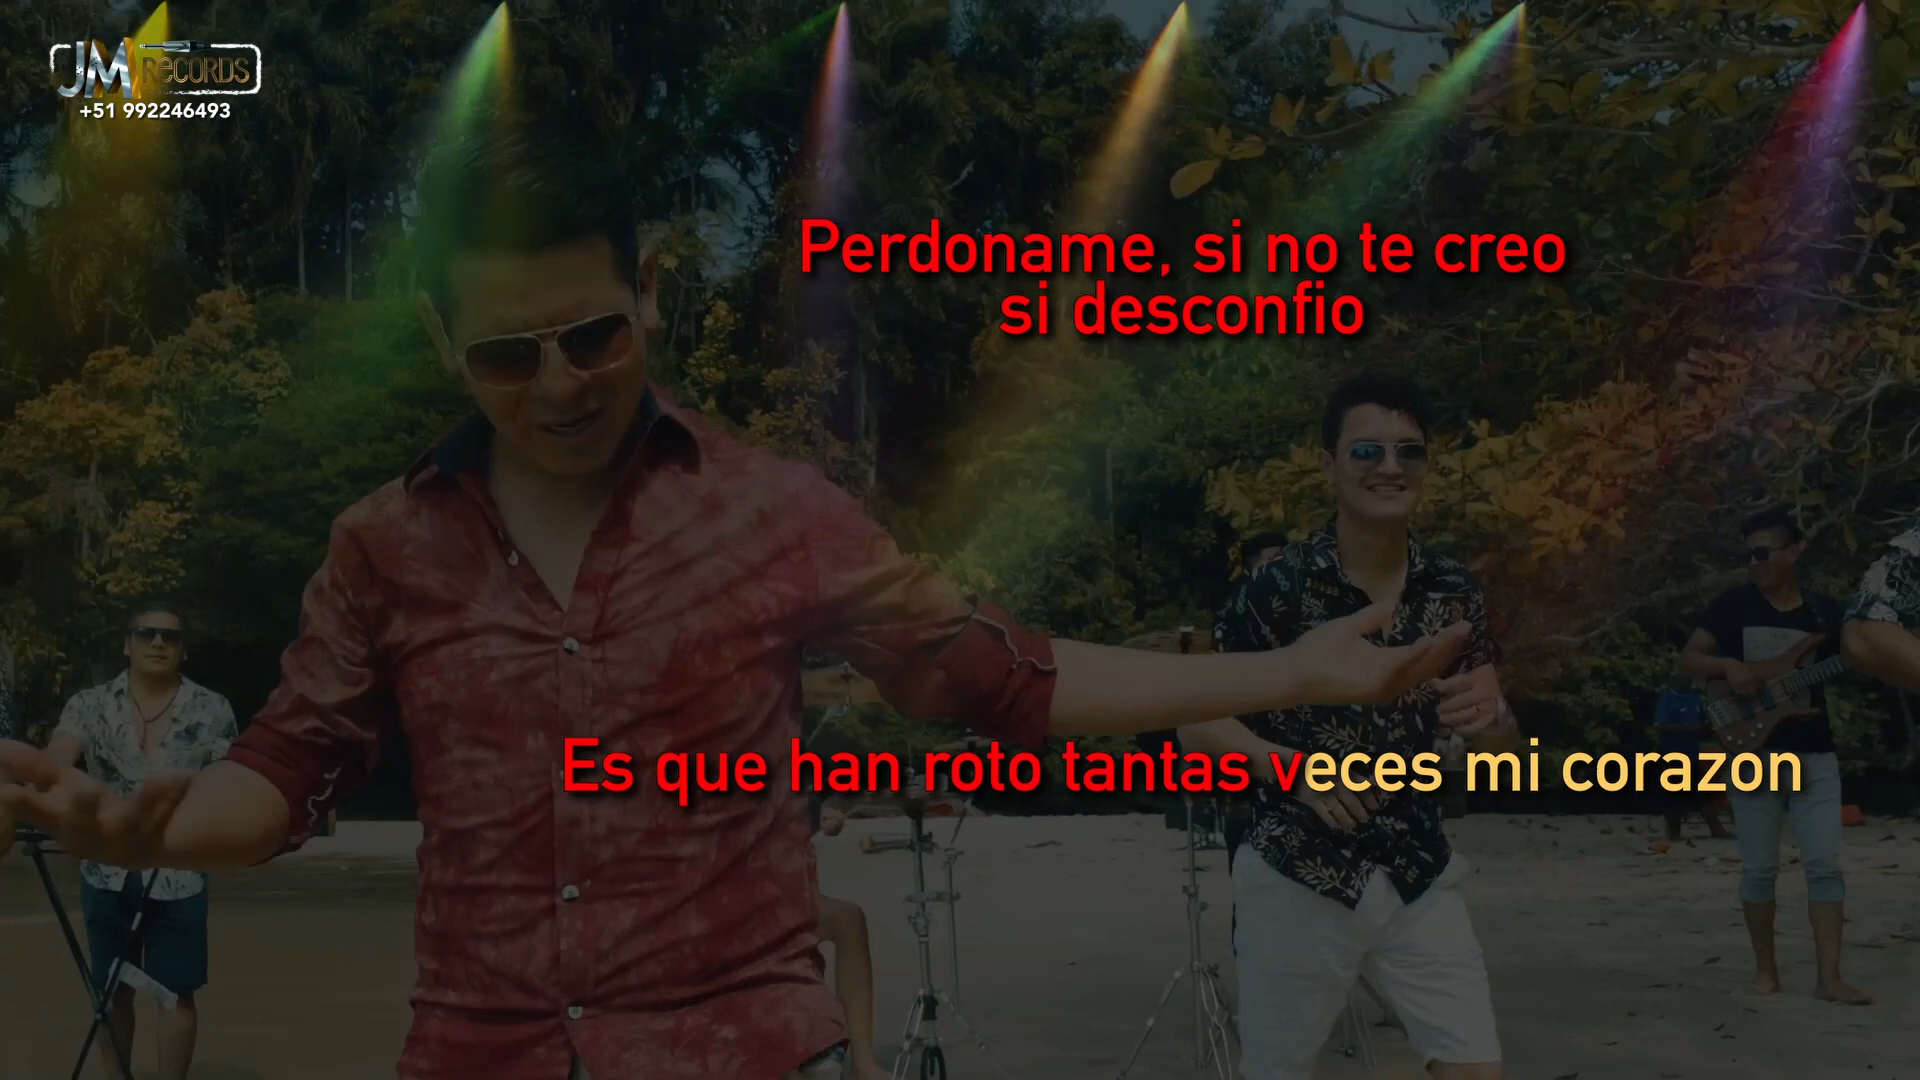 JM RECORDS
+51 992246493
Perdoname, si no te creo
si desconfio
Es que han roto tantas veces mi corazon